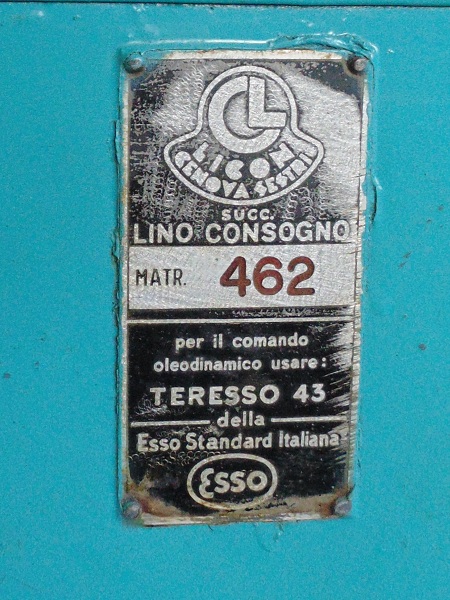 CL
LICON
GENOVA SESTRI
SUCC.
LINO CONSOGNO
MATR. 462
per il comando
oleodinamico usare:
TERESSO 43
della
Esso Standard Italiana
Esso